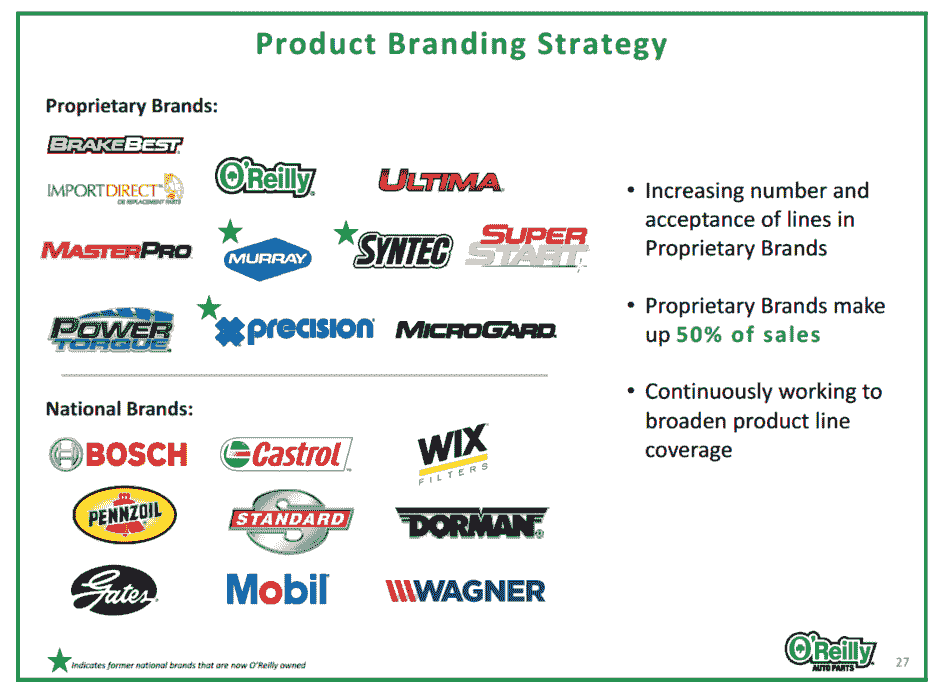 Product Branding Strategy
Proprietary Brands:
BRAKEBEST
IMPORTDIRECT
OE REPLACEMENT PARTS
O'Reilly
ULTIMA
MASTERPRO
MURRAY
SYNTEC
SUPER
START
POWER
TORQUE
precision
MICROGARD
• Increasing number and
acceptance of lines in
Proprietary Brands
• Proprietary Brands make
up 50% of sales
• Continuously working to
broaden product line
coverage
National Brands:
BOSCH
Castrol
WIX
FILTERS
PENNZOIL
STANDARD
DORMAN
Gates
Mobil
WAGNER
Indicates former national brands that are now O'Reilly owned
O'Reilly
AUTO PARTS
27